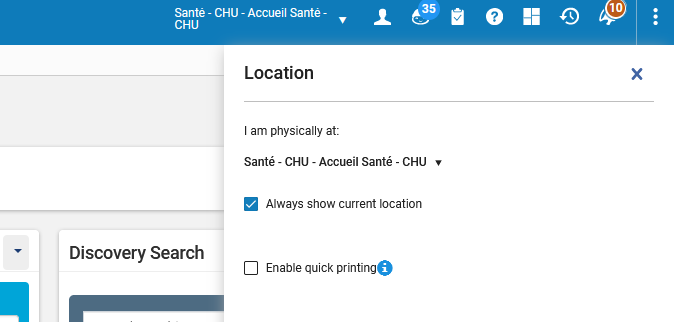 Santé - CHU - Accueil Santé -
CHU
35
10
Location
I am physically at:
Santé - CHU - Accueil Santé - CHU
Always show current location
Enable quick printing
Discovery Search